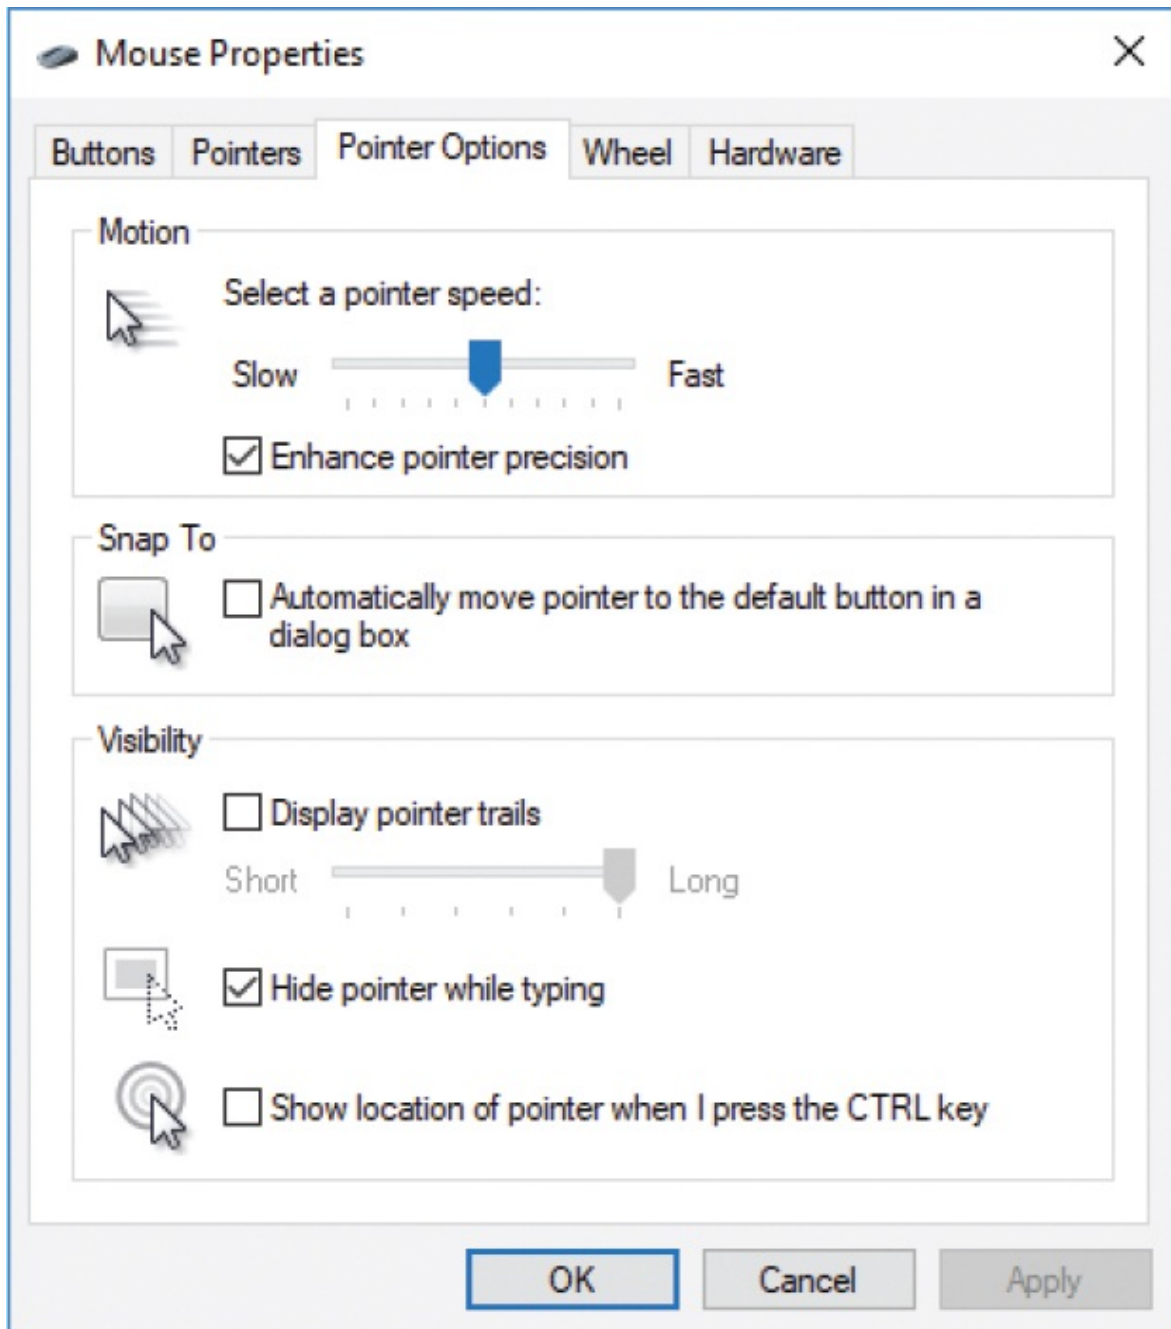 Mouse Properties
Buttons Pointers Pointer Options Wheel Hardware
Motion
Select a pointer speed:
Slow Fast
Enhance pointer precision
Snap To
Automatically move pointer to the default button in a
dialog box
Visibility
Display pointer trails
Short Long
Hide pointer while typing
Show location of pointer when I press the CTRL key
OK Cancel Apply